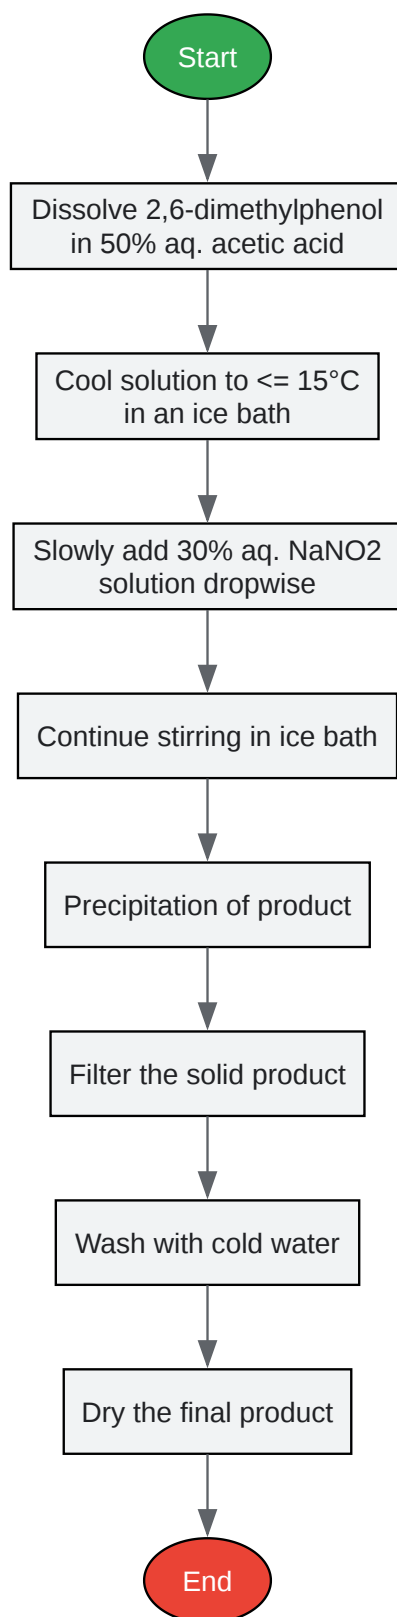 Start
Dissolve 2,6-dimethylphenol
in 50% aq. acetic acid
Cool solution to <= 15°C
in an ice bath
Slowly add 30% aq. NaNO2
solution dropwise
Continue stirring in ice bath
Precipitation of product
Filter the solid product
Wash with cold water
Dry the final product
End